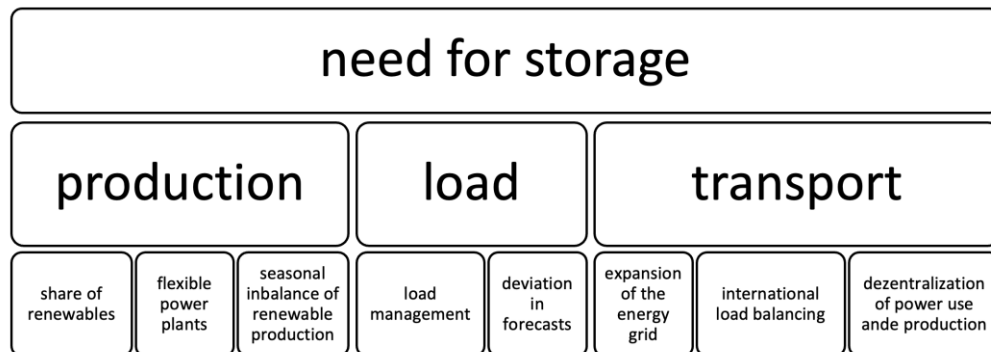 need for storage
production
load
transport
share of
renewables
flexible
power
plants
seasonal
inbalance of
renewable
production
load
management
deviation
in
forecasts
expansion
of the
energy
grid
international
load balancing
dezentralization
of power use
ande production